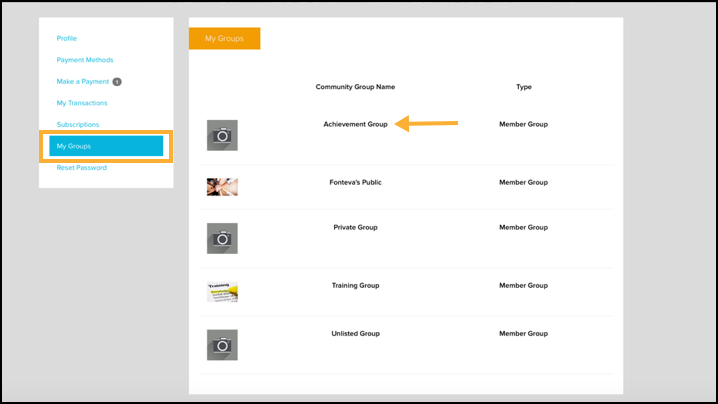 Profile
Payment Methods
Make a Payment 1
My Transactions
Subscriptions
My Groups
Reset Password
My Groups
Community Group Name Type
Achievement Group Member Group
Fonteva's Public Member Group
Private Group Member Group
Training
Training Group Member Group
Unlisted Group Member Group